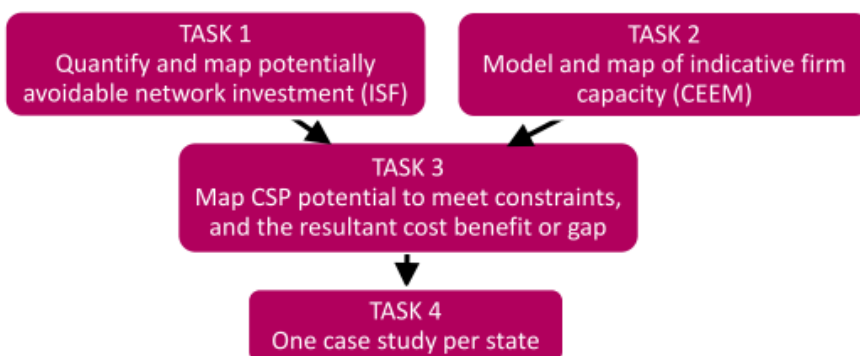 TASK 1
Quantify and map potentially
avoidable network investment (ISF)
TASK 2
Model and map of indicative firm
capacity (CEEM)
TASK 3
Map CSP potential to meet constraints,
and the resultant cost benefit or gap
TASK 4
One case study per state